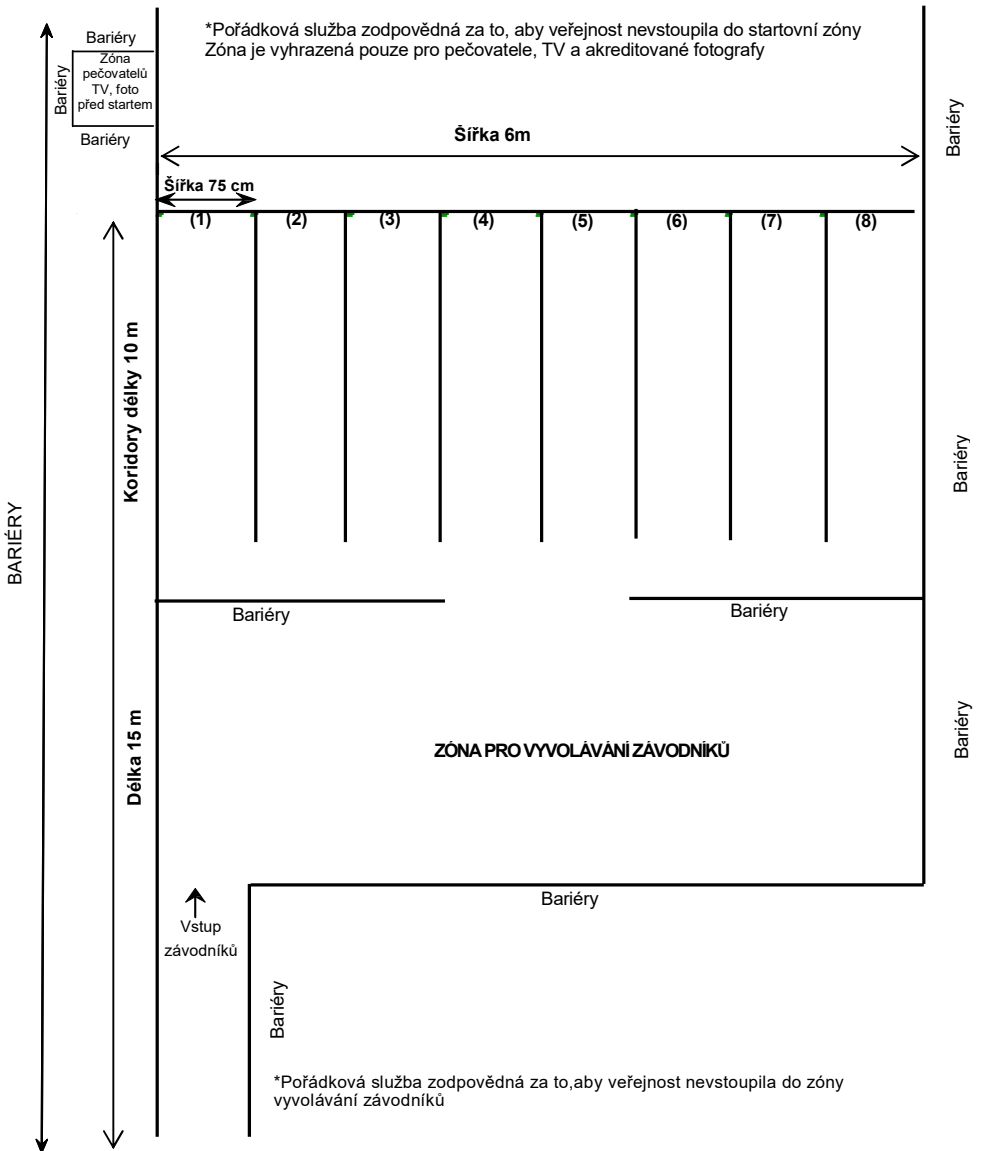 *Pořádková služba zodpovědná za to, aby veřejnost nevstoupila do startovní zóny
Zóna je vyhrazená pouze pro pečovatele, TV a akreditované fotografy
Bariéry
Bariéry
Zóna
pečovatelů
TV, foto
před startem
Bariéry
Bariéry
Šířka 6m
Šířka 75 cm
(1)
(2)
(3)
(4)
(5)
(6)
(7)
(8)
Koridory délky 10 m
Bariéry
BARIÉRY
Bariéry
Bariéry
Délka 15 m
ZÓNA PRO VYVOLÁVÁNÍ ZÁVODNÍKŮ
Bariéry
Bariéry
Vstup
závodníků
Bariéry
*Pořádková služba zodpovědná za to,aby veřejnost nevstoupila do zóny
vyvolávání závodníků